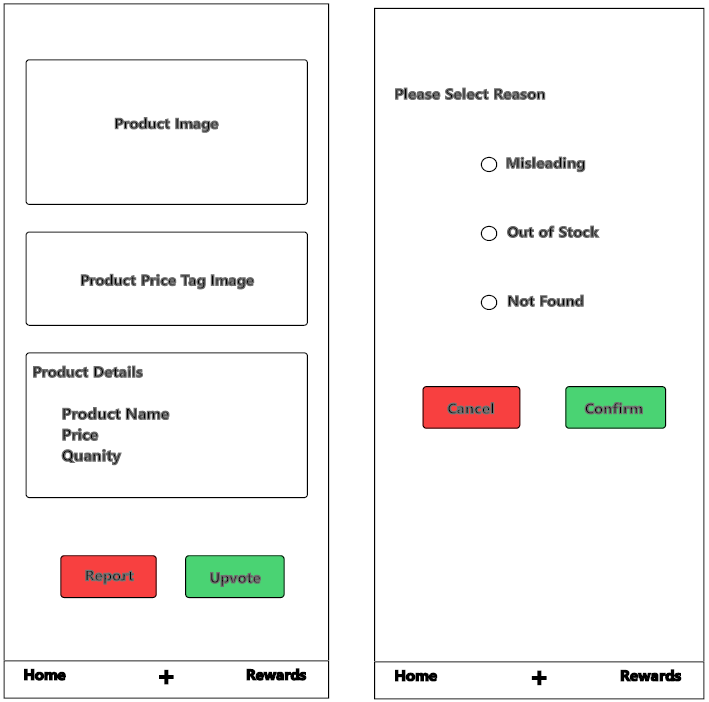 Product Image
Product Price Tag Image
Product Details
Product Name
Price
Quanity
Report
Upvote
Home
+
Rewards
Please Select Reason
Misleading
Out of Stock
Not Found
Cancel
Confirm
Home
+
Rewards